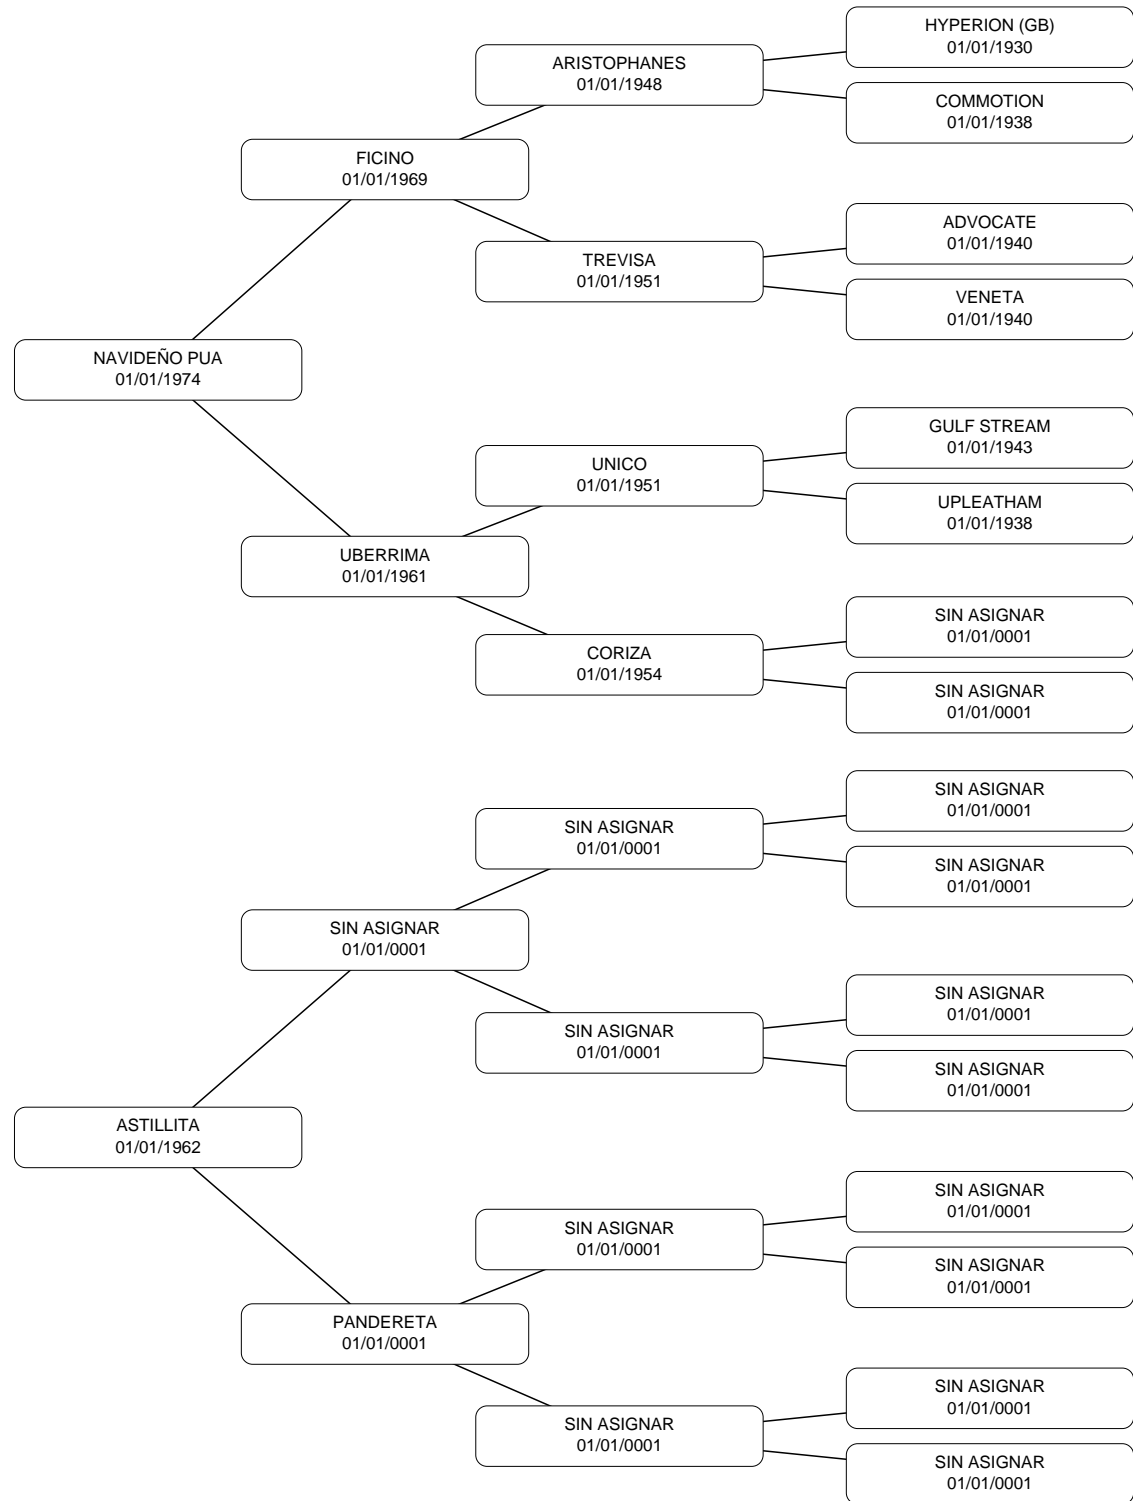 HYPERION (GB)
01/01/1930
ARISTOPHANES
01/01/1948
COMMOTION
01/01/1938
FICINO
01/01/1969
ADVOCATE
01/01/1940
TREVISA
01/01/1951
VENETA
01/01/1940
NAVIDEÑO PUA
01/01/1974
GULF STREAM
01/01/1943
UNICO
01/01/1951
UPLEATHAM
01/01/1938
UBERRIMA
01/01/1961
SIN ASIGNAR
01/01/0001
CORIZA
01/01/1954
SIN ASIGNAR
01/01/0001
SIN ASIGNAR
01/01/0001
SIN ASIGNAR
01/01/0001
SIN ASIGNAR
01/01/0001
SIN ASIGNAR
01/01/0001
SIN ASIGNAR
01/01/0001
SIN ASIGNAR
01/01/0001
SIN ASIGNAR
01/01/0001
ASTILLITA
01/01/1962
SIN ASIGNAR
01/01/0001
SIN ASIGNAR
01/01/0001
SIN ASIGNAR
01/01/0001
PANDERETA
01/01/0001
SIN ASIGNAR
01/01/0001
SIN ASIGNAR
01/01/0001
SIN ASIGNAR
01/01/0001